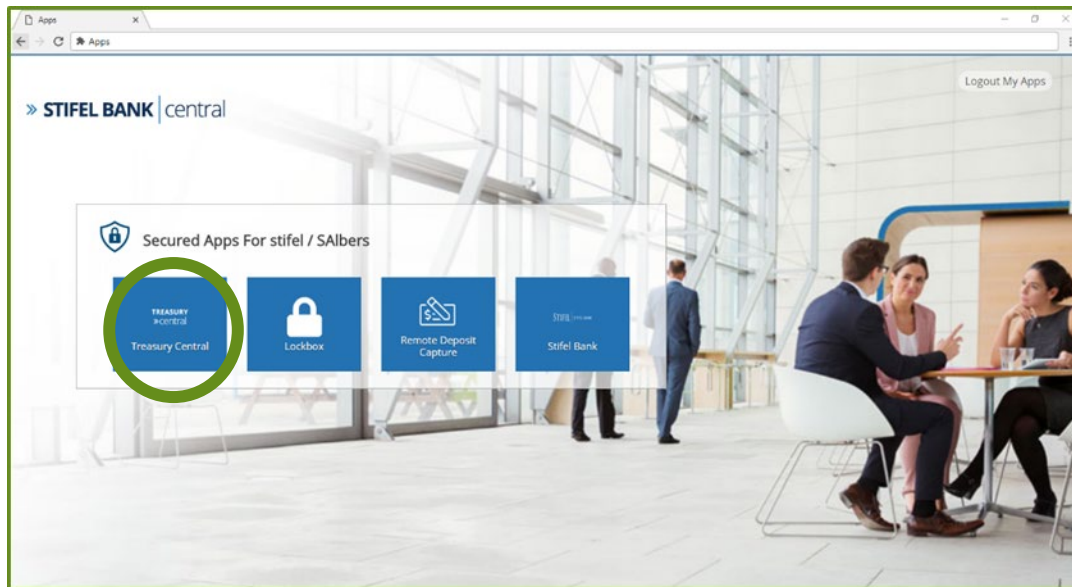 Apps
Apps
Logout My Apps
» STIFEL BANK | central
Secured Apps For stifel / SAlbers
TREASURY
»central
Treasury Central
Lockbox
Remote Deposit
Capture
STIFEL
Stifel Bank